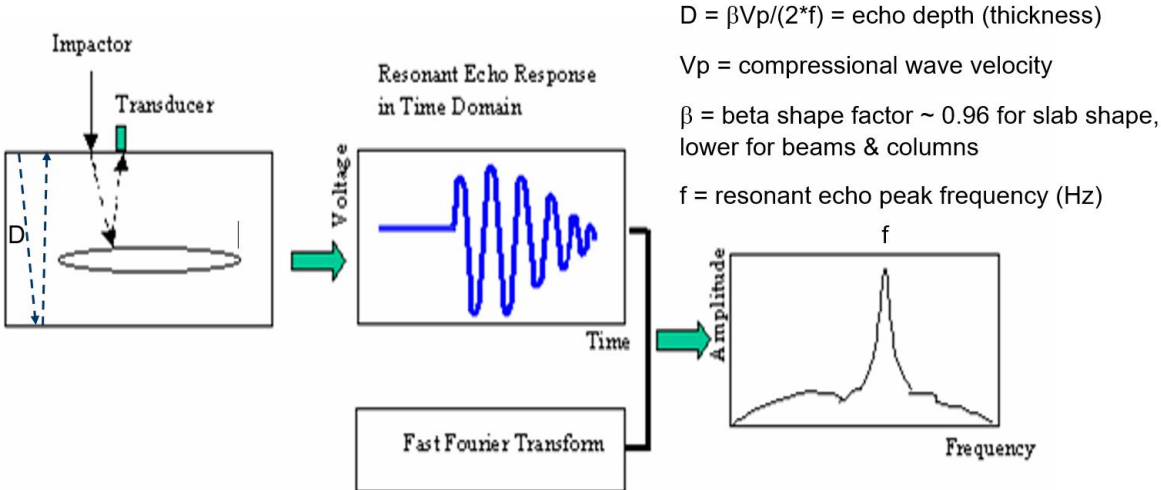 D = βVp/(2*f) = echo depth (thickness)
Vp = compressional wave velocity
β = beta shape factor ~ 0.96 for slab shape,
lower for beams & columns
f = resonant echo peak frequency (Hz)
Impactor
Transducer
D
Resonant Echo Response
in Time Domain
Voltage
Time
Fast Fourier Transform
f
Amplitude
Frequency